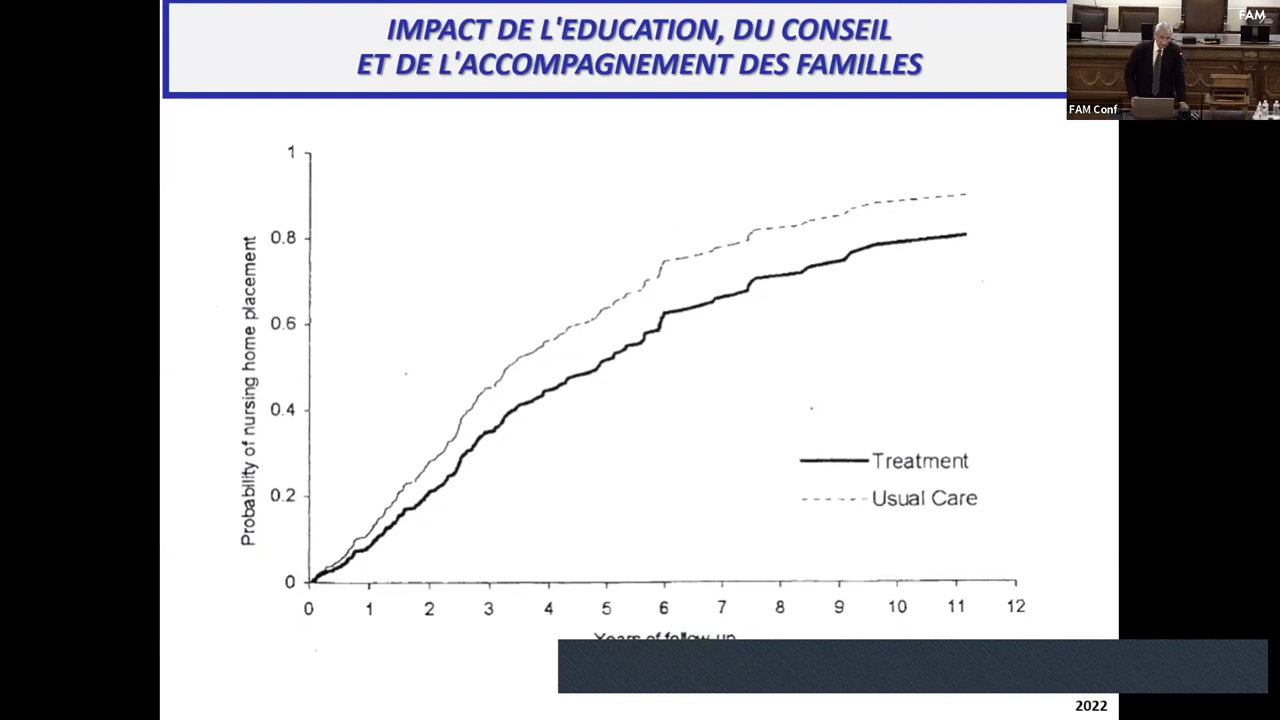 IMPACT DE L'EDUCATION, DU CONSEIL
ET DE L'ACCOMPAGNEMENT DES FAMILLES
FAM
FAM Conf
Probability of nursing home placement
1
0.8
0.6
0.4
0.2
0
0 1 2 3 4 5 6 7 8 9 10 11 12
Treatment
Usual Care
Years of follow-up
2022